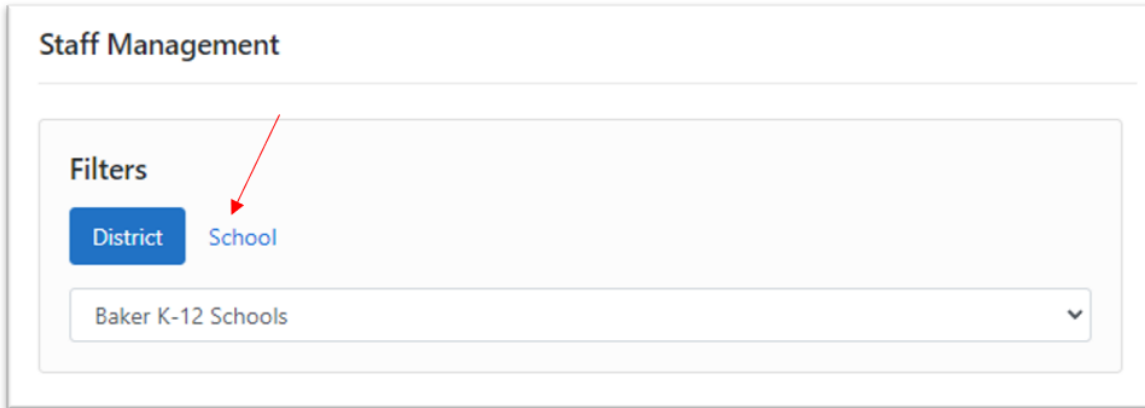 Staff Management
Filters
District School
Baker K-12 Schools